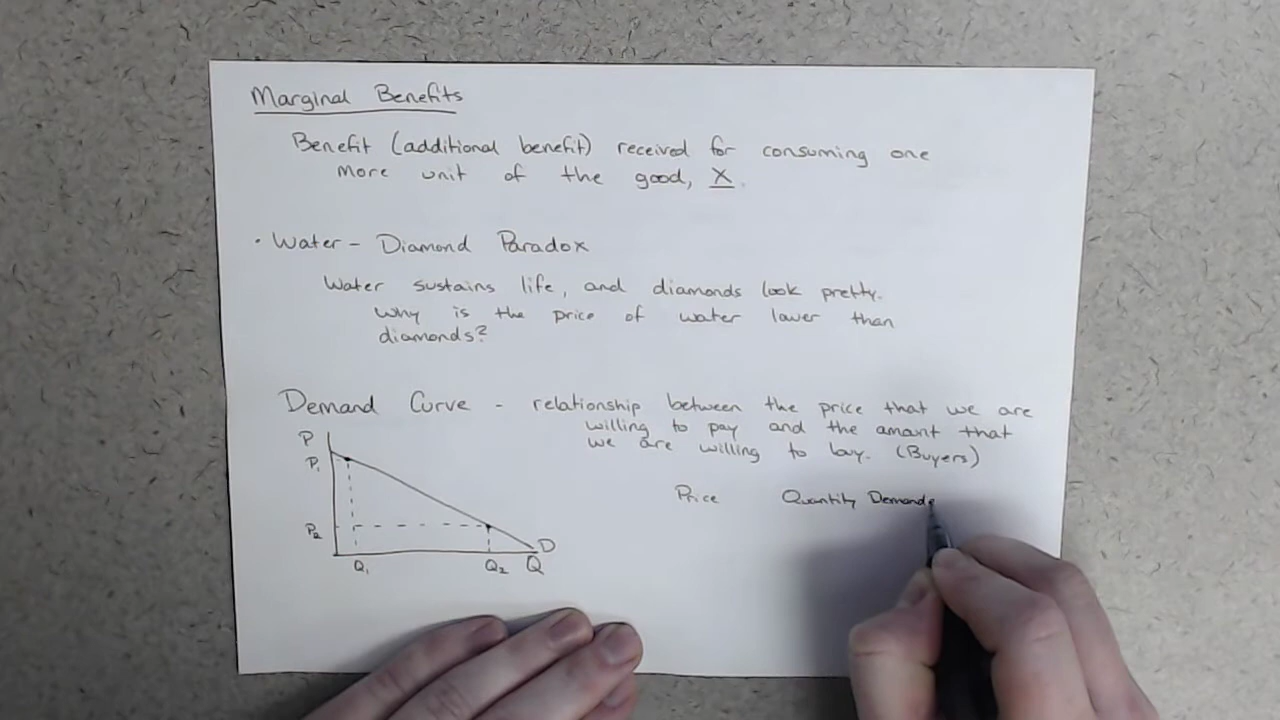 Marginal Benefits
Benefit (additional benefit) received for consuming one
more unit of the good, X.
• Water - Diamond Paradox
Water sustains life, and diamonds look pretty.
Why is the price of water lower than
diamonds?
Demand Curve - relationship between the price that we are
willing to pay and the amount that
we are willing to buy. (Buyers)
P
P1
P2
Q1
Q2
Q
D
Price Quantity Demande